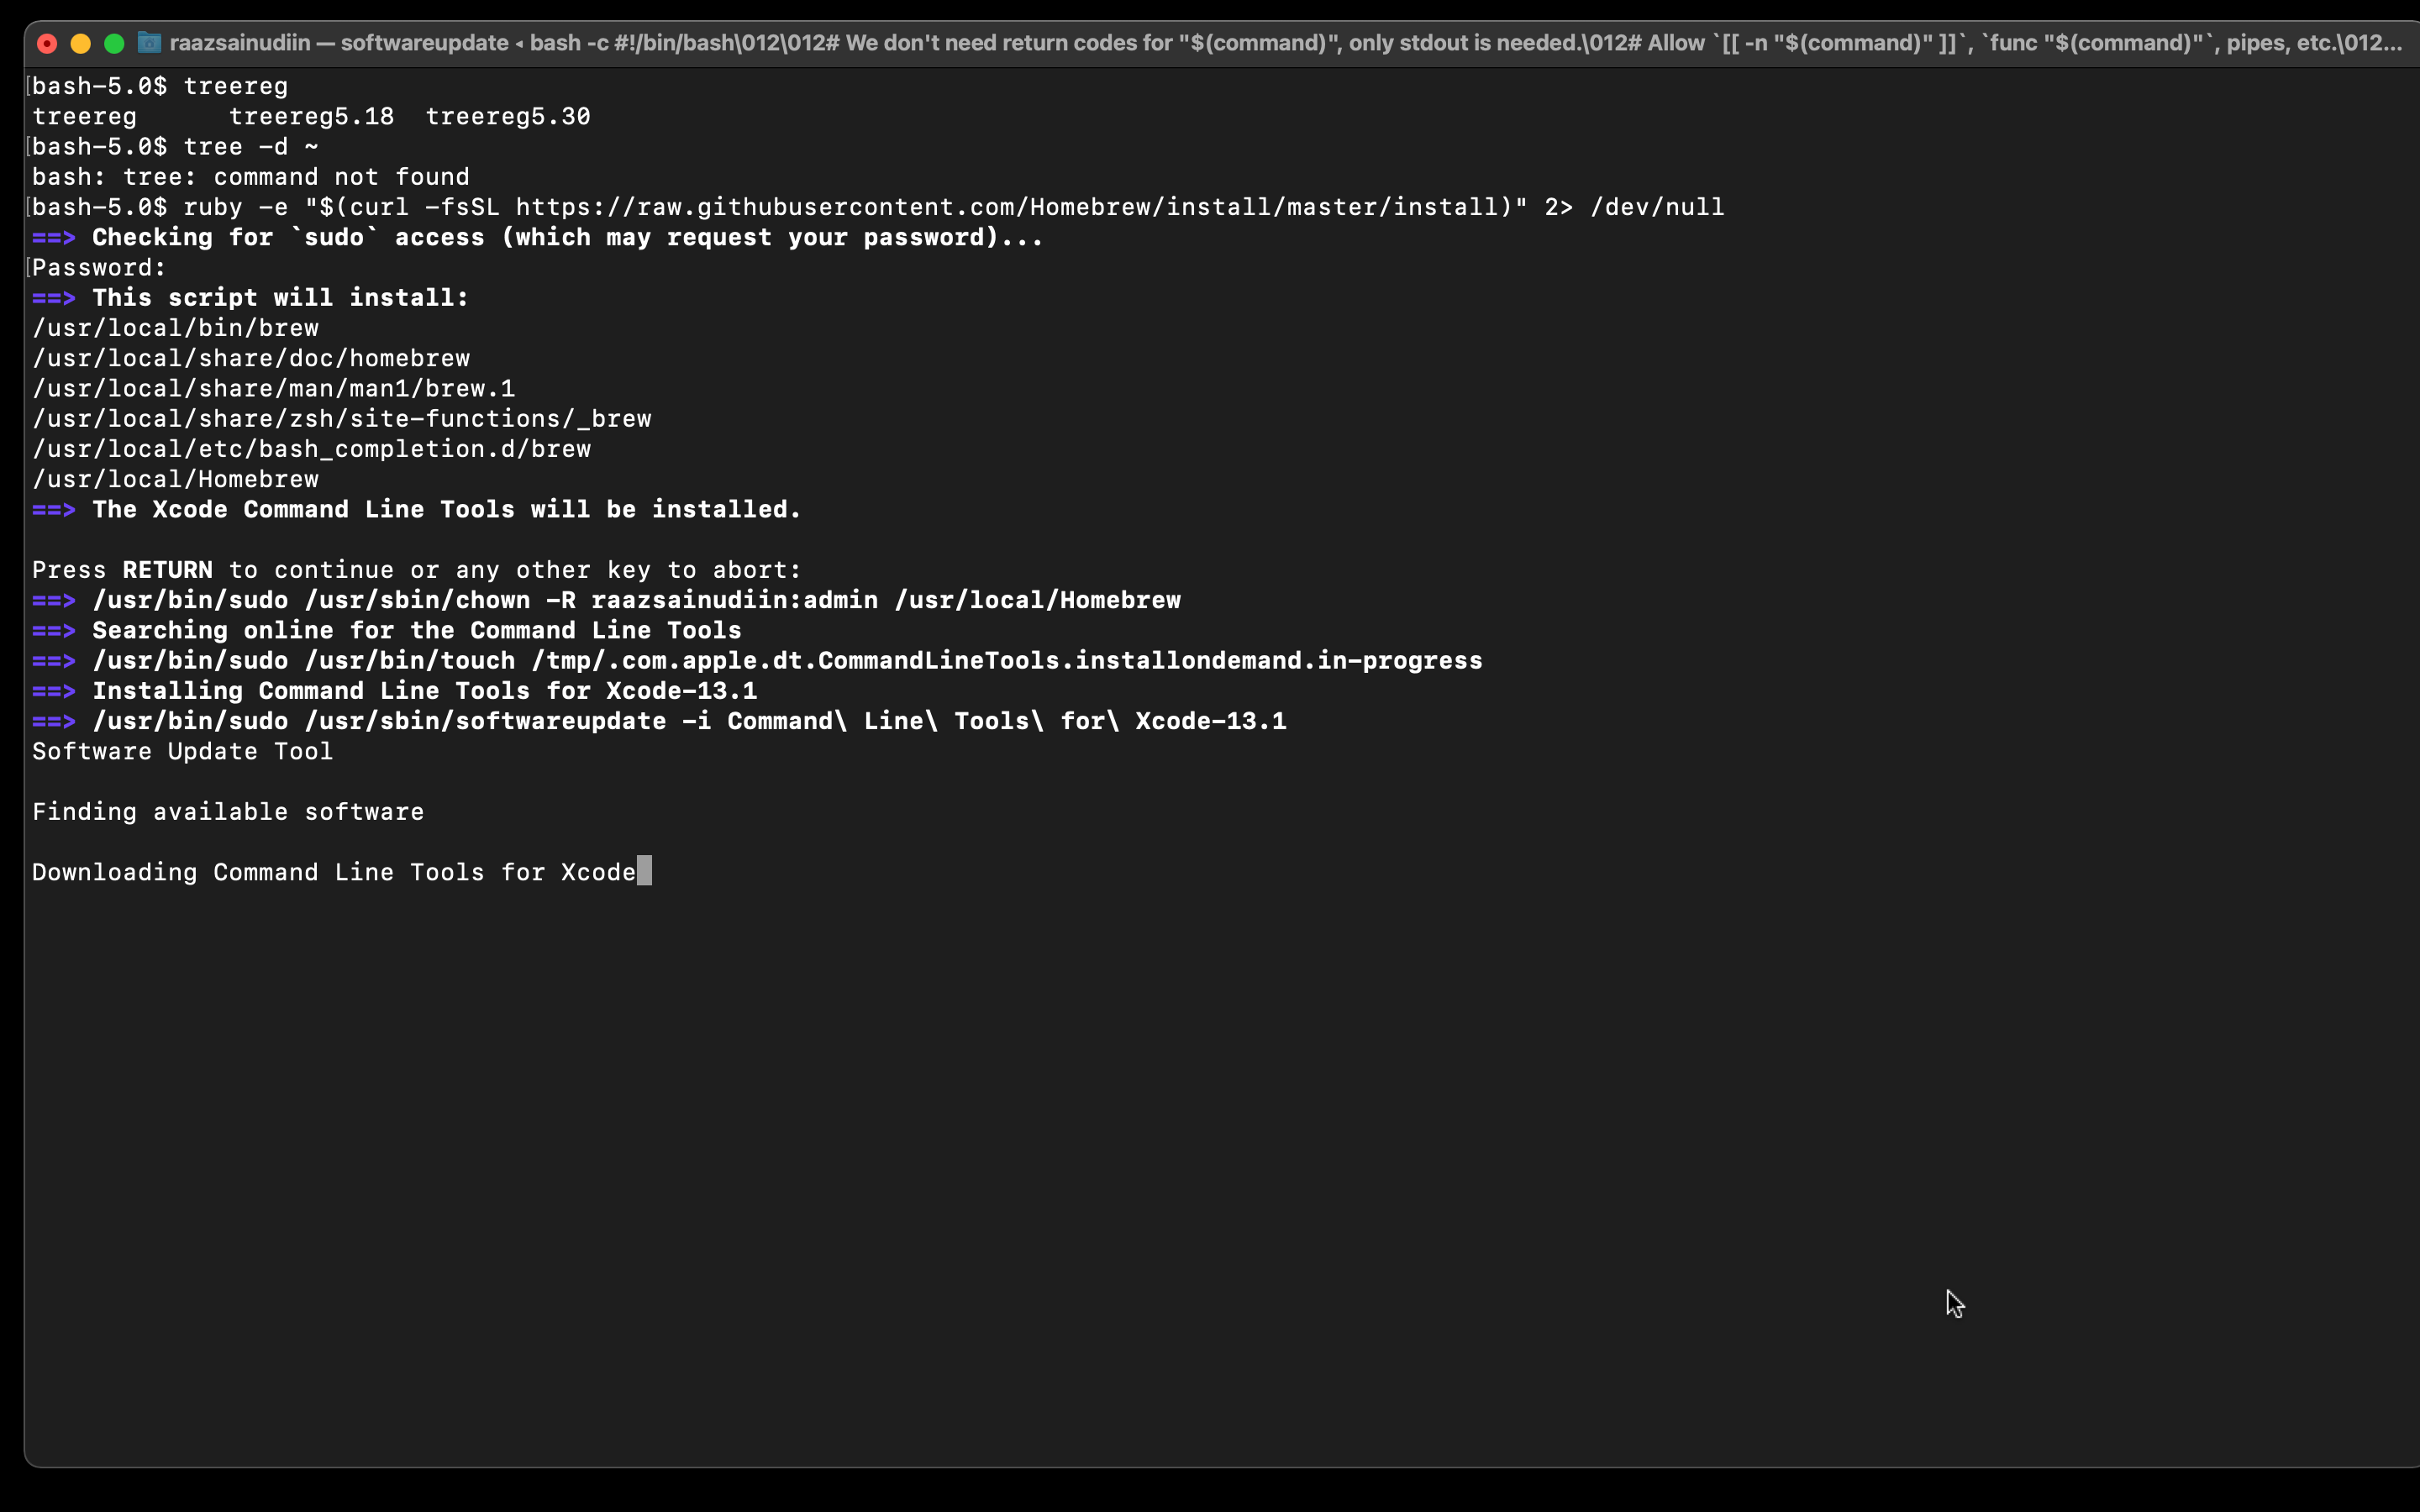 raazsainudiin — softwareupdate ◂ bash -c #!/bin/bash\012\012# We don't need return codes for "$(command)", only stdout is needed.\012# Allow `[[ -n "$(command)" ]]`, `func "$(command)"`, pipes, etc.\012...
[bash-5.0$ treereg
treereg      treereg5.18  treereg5.30
[bash-5.0$ tree -d ~
bash: tree: command not found
[bash-5.0$ ruby -e "$(curl -fsSL https://raw.githubusercontent.com/Homebrew/install/master/install)" 2> /dev/null
==> Checking for `sudo` access (which may request your password)...
[Password:
==> This script will install:
/usr/local/bin/brew
/usr/local/share/doc/homebrew
/usr/local/share/man/man1/brew.1
/usr/local/share/zsh/site-functions/_brew
/usr/local/etc/bash_completion.d/brew
/usr/local/Homebrew
==> The Xcode Command Line Tools will be installed.
Press RETURN to continue or any other key to abort:
==> /usr/bin/sudo /usr/sbin/chown -R raazsainudiin:admin /usr/local/Homebrew
==> Searching online for the Command Line Tools
==> /usr/bin/sudo /usr/bin/touch /tmp/.com.apple.dt.CommandLineTools.installondemand.in-progress
==> Installing Command Line Tools for Xcode-13.1
==> /usr/bin/sudo /usr/sbin/softwareupdate -i Command\ Line\ Tools\ for\ Xcode-13.1
Software Update Tool
Finding available software
Downloading Command Line Tools for Xcode